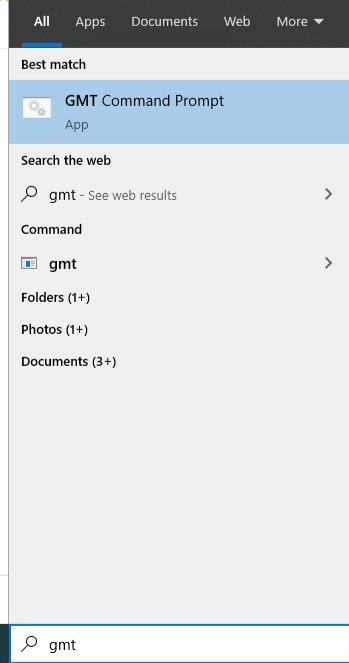 All Apps Documents Web More
Best match
GMT Command Prompt
App
Search the web
gmt - See web results
Command
gmt
Folders (1+)
Photos (1+)
Documents (3+)
gmt